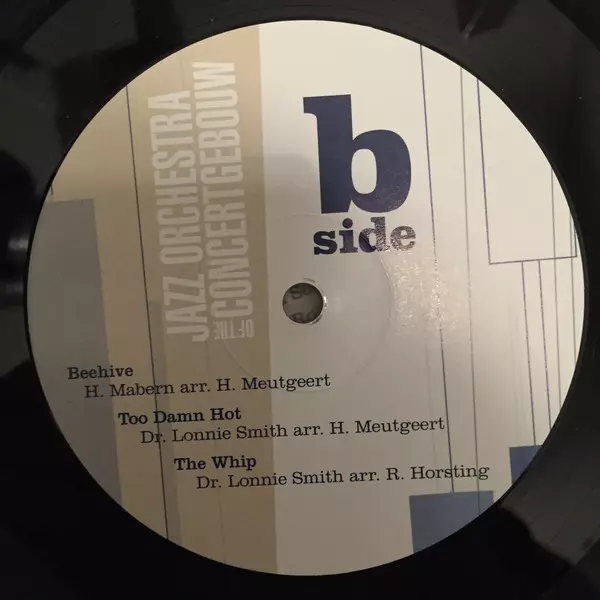 JAZZ ORCHESTRA
OF THE CONCERTGEBOUW
b
side
Beehive
H. Mabern arr. H. Meutgeert
Too Damn Hot
Dr. Lonnie Smith arr. H. Meutgeert
The Whip
Dr. Lonnie Smith arr. R. Horsting